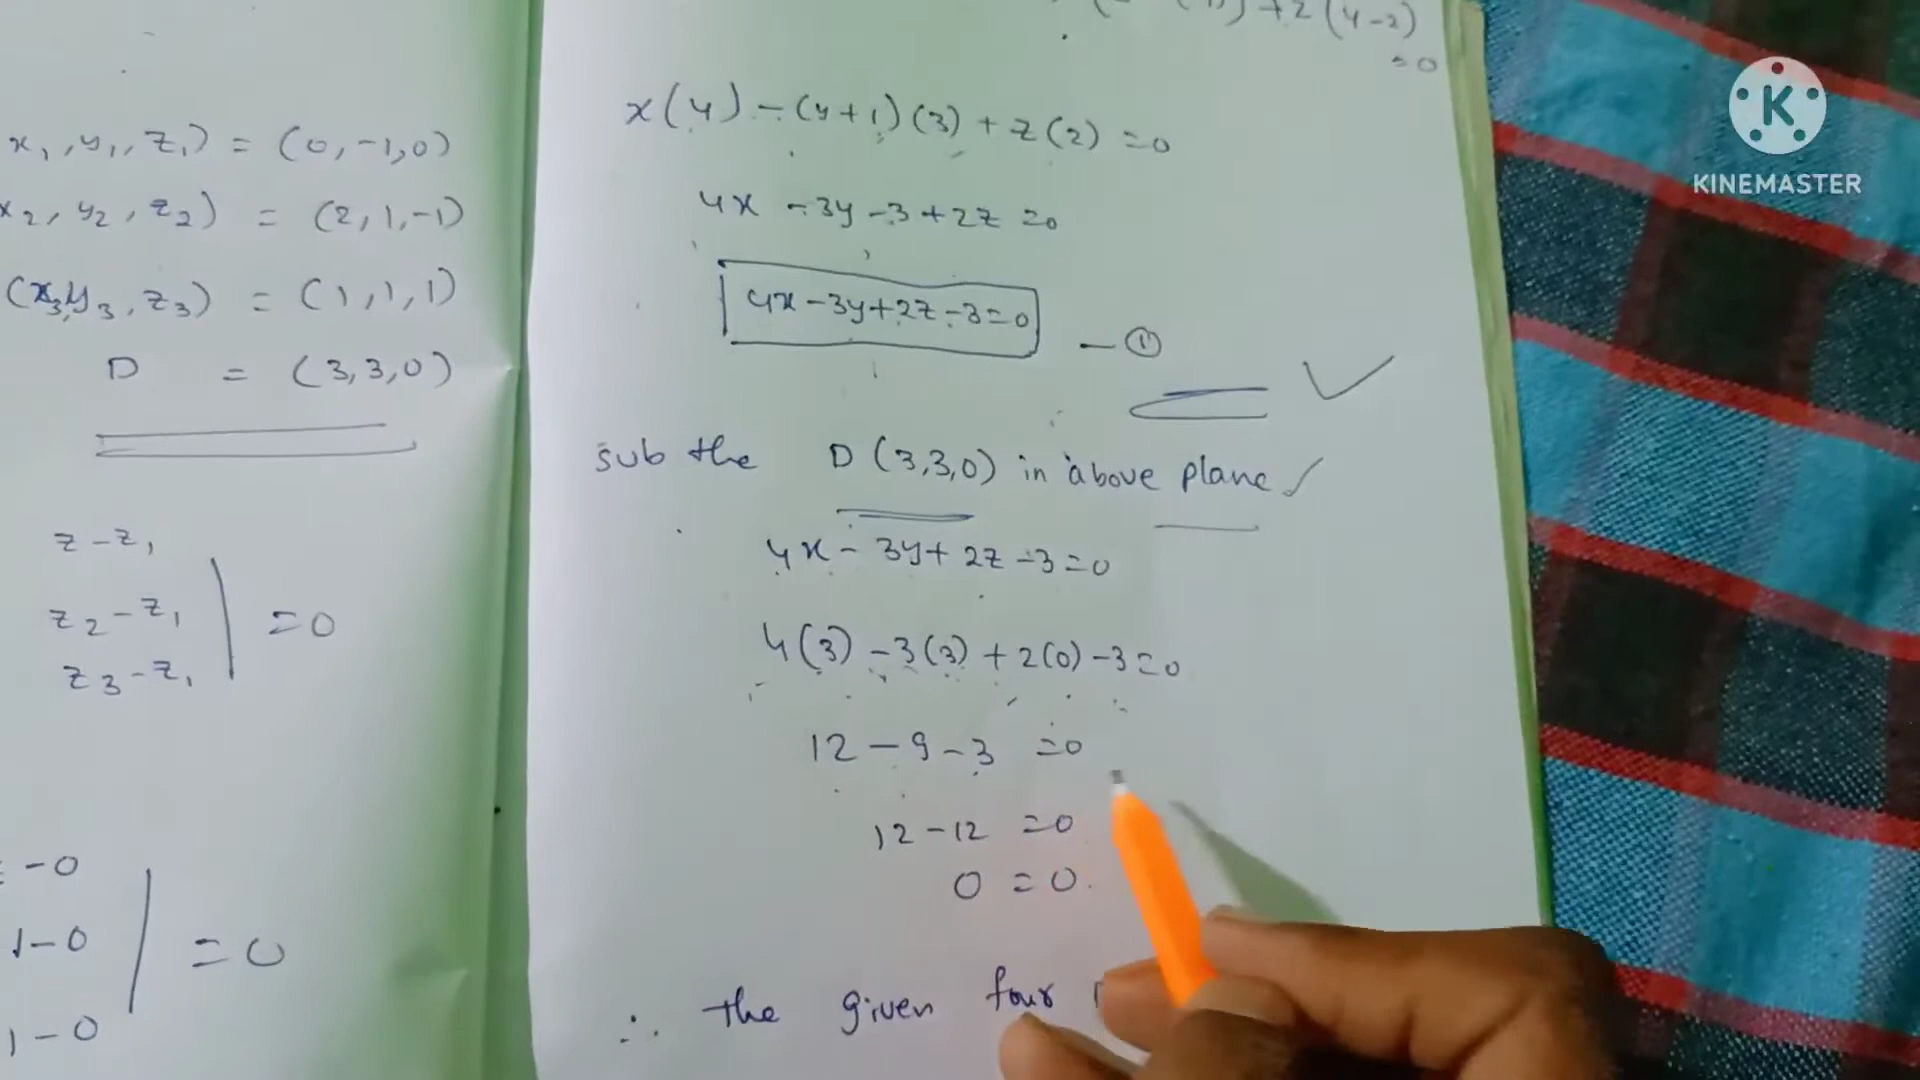 x₁, y₁, z₁) = (0, -1, 0)
x₂, y₂, z₂) = (2, 1, -1)
(x₃, y₃, z₃) = (1, 1, 1)
D = (3, 3, 0)
z - z₁
z₂ - z₁ = 0
z₃ - z₁
-0
1-0 = 0
1-0
+2(4-2)
=0
x(4) - (y+1)(3) + z(2) = 0
4x - 3y - 3 + 2z = 0
4x - 3y + 2z - 3 = 0 - ①
sub the D (3,3,0) in above plane
4x - 3y + 2z - 3 = 0
4(3) - 3(3) + 2(0) - 3 = 0
12 - 9 - 3 = 0
12 - 12 = 0
0 = 0.
∴ the given four
K
KINEMASTER